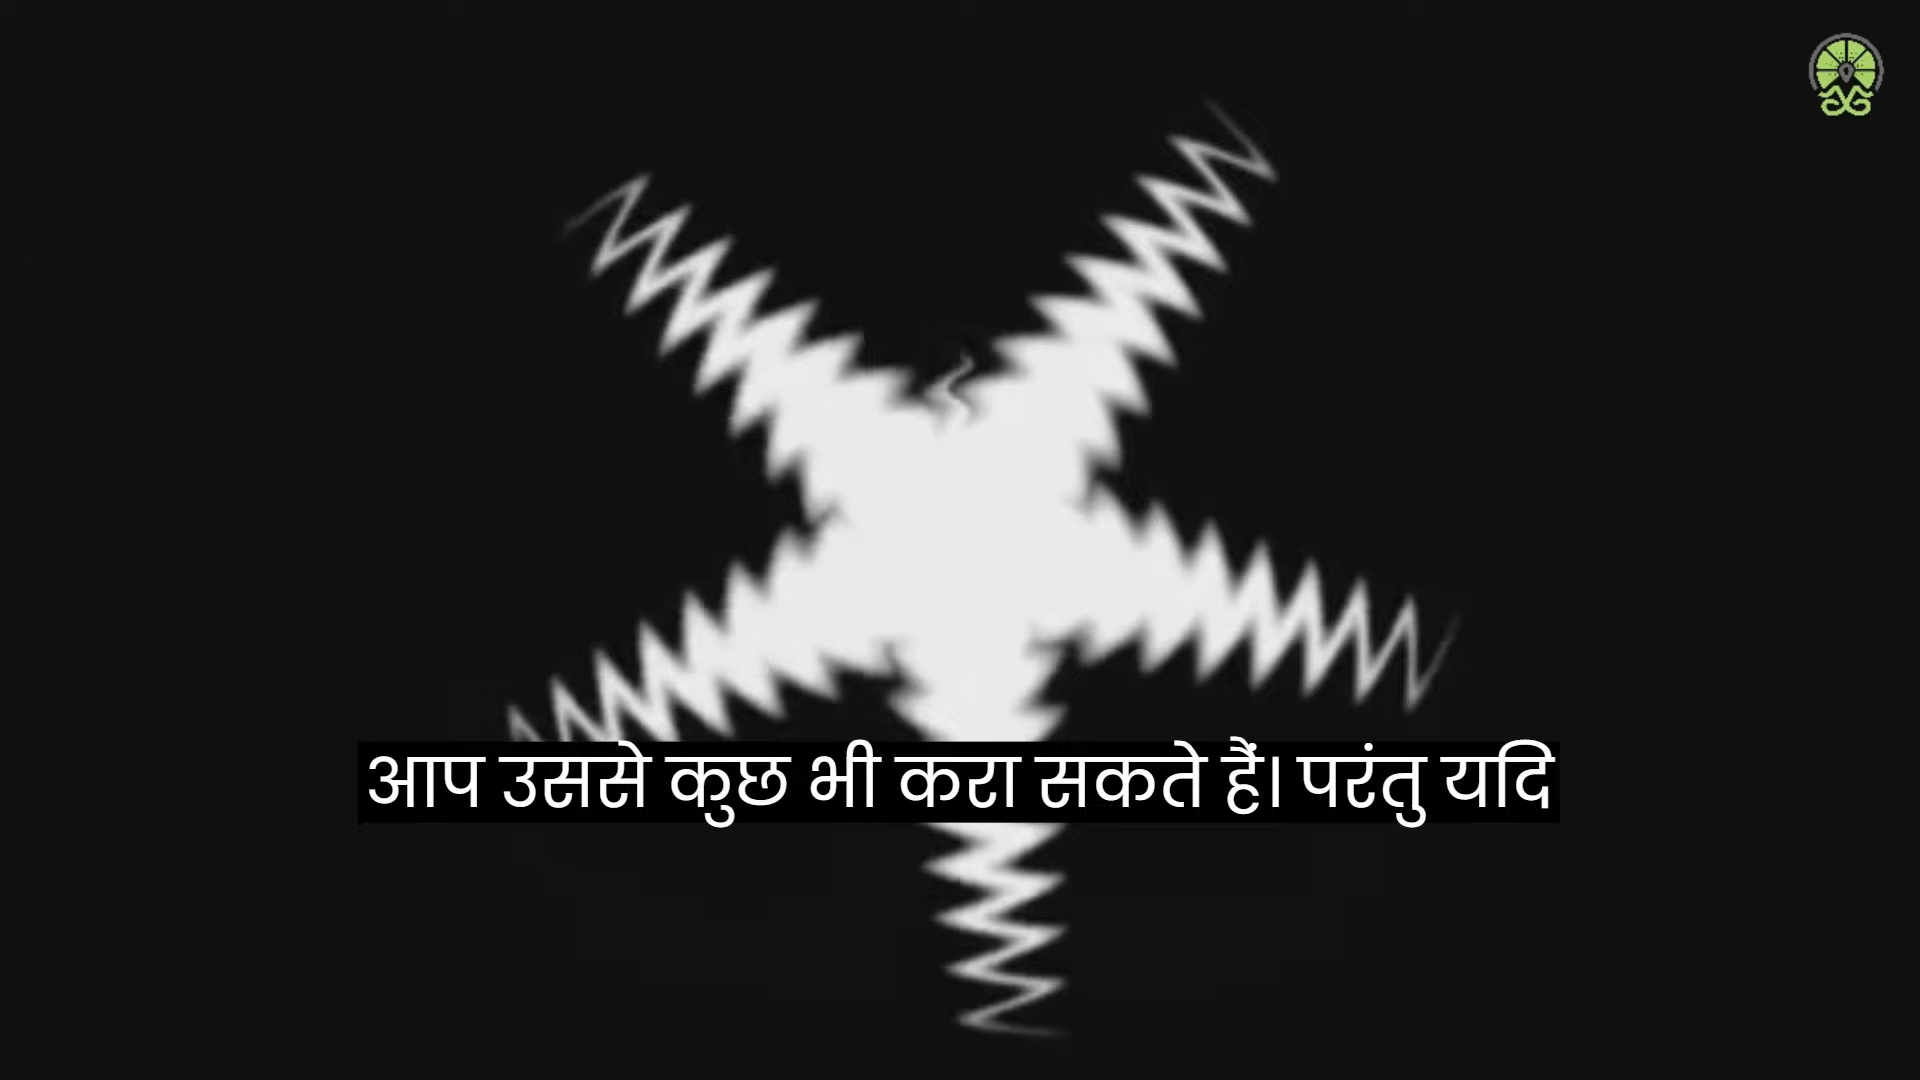 आप उससे कुछ भी करा सकते हैं। परंतु यदि